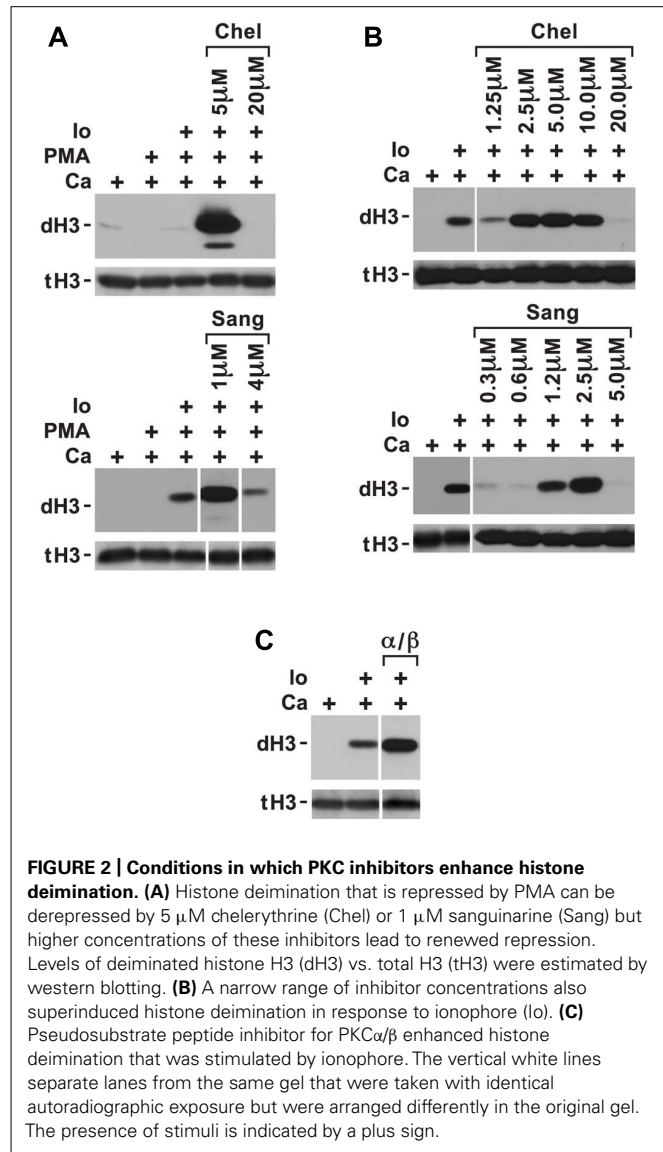 A
Chel
5µM 20µM
Io + + +
PMA + + + +
Ca + + + + +
dH3 -
tH3 -
Sang
1µM 4µM
Io + + +
PMA + + + +
Ca + + + + +
dH3 -
tH3 -
B
Chel
1.25µM 2.5µM 5.0µM 10.0µM 20.0µM
Io + + + + + +
Ca + + + + + + +
dH3 -
tH3 -
Sang
0.3µM 0.6µM 1.2µM 2.5µM 5.0µM
Io + + + + + +
Ca + + + + + + +
dH3 -
tH3 -
C
α/β
Io + +
Ca + + +
dH3 -
tH3 -
FIGURE 2 | Conditions in which PKC inhibitors enhance histone
deimination. (A) Histone deimination that is repressed by PMA can be
derepressed by 5 µM chelerythrine (Chel) or 1 µM sanguinarine (Sang) but
higher concentrations of these inhibitors lead to renewed repression.
Levels of deiminated histone H3 (dH3) vs. total H3 (tH3) were estimated by
western blotting. (B) A narrow range of inhibitor concentrations also
superinduced histone deimination in response to ionophore (Io). (C)
Pseudosubstrate peptide inhibitor for PKCα/β enhanced histone
deimination that was stimulated by ionophore. The vertical white lines
separate lanes from the same gel that were taken with identical
autoradiographic exposure but were arranged differently in the original gel.
The presence of stimuli is indicated by a plus sign.